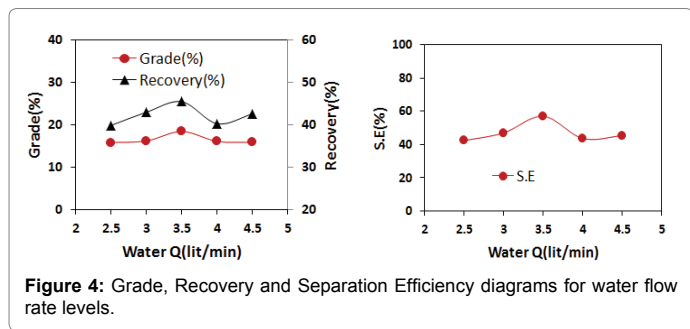 40
30
20
10
0
Grade(%)
Grade(%)
Recovery(%)
60
50
40
30
20
Recovery(%)
2 2.5 3 3.5 4 4.5 5
Water Q(lit/min)
100
80
60
40
20
0
S.E(%)
S.E
2 2.5 3 3.5 4 4.5 5
Water Q(lit/min)
Figure 4: Grade, Recovery and Separation Efficiency diagrams for water flow
rate levels.